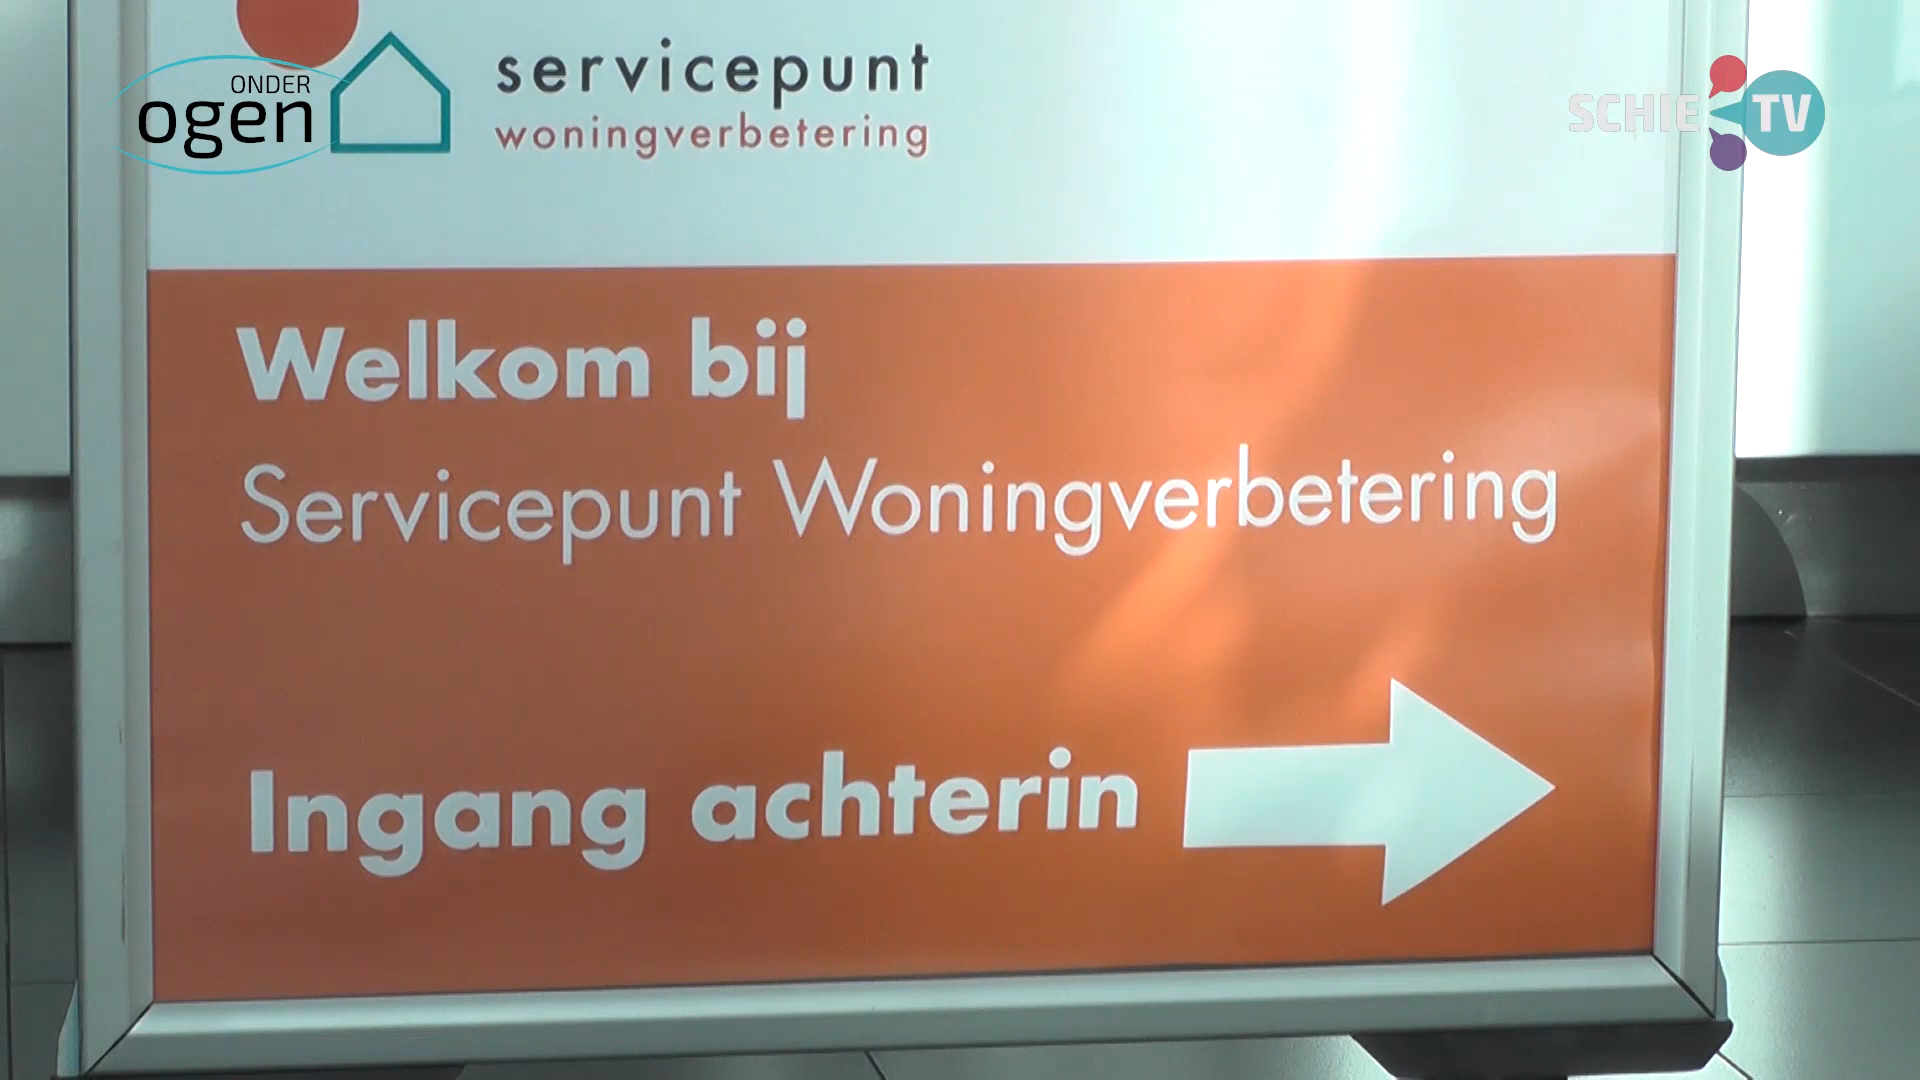 ONDER
ogen
servicepunt
woningverbetering
SCHIE TV
Welkom bij
Servicepunt Woningverbetering
Ingang achterin